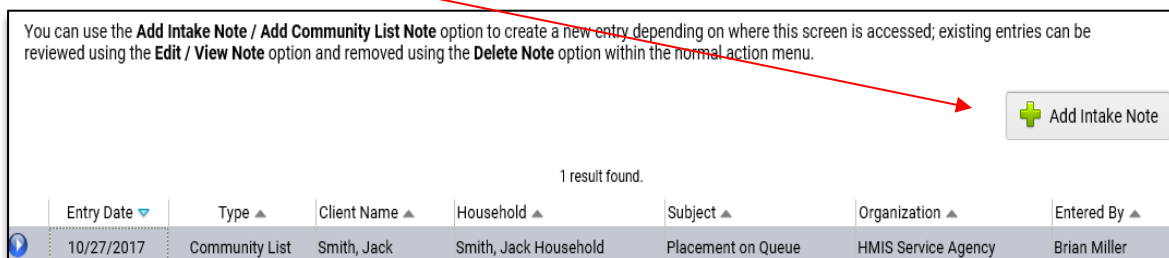 You can use the Add Intake Note / Add Community List Note option to create a new entry depending on where this screen is accessed; existing entries can be
reviewed using the Edit / View Note option and removed using the Delete Note option within the normal action menu.
Add Intake Note
1 result found.
Entry Date Type Client Name Household Subject Organization Entered By
10/27/2017 Community List Smith, Jack Smith, Jack Household Placement on Queue HMIS Service Agency Brian Miller